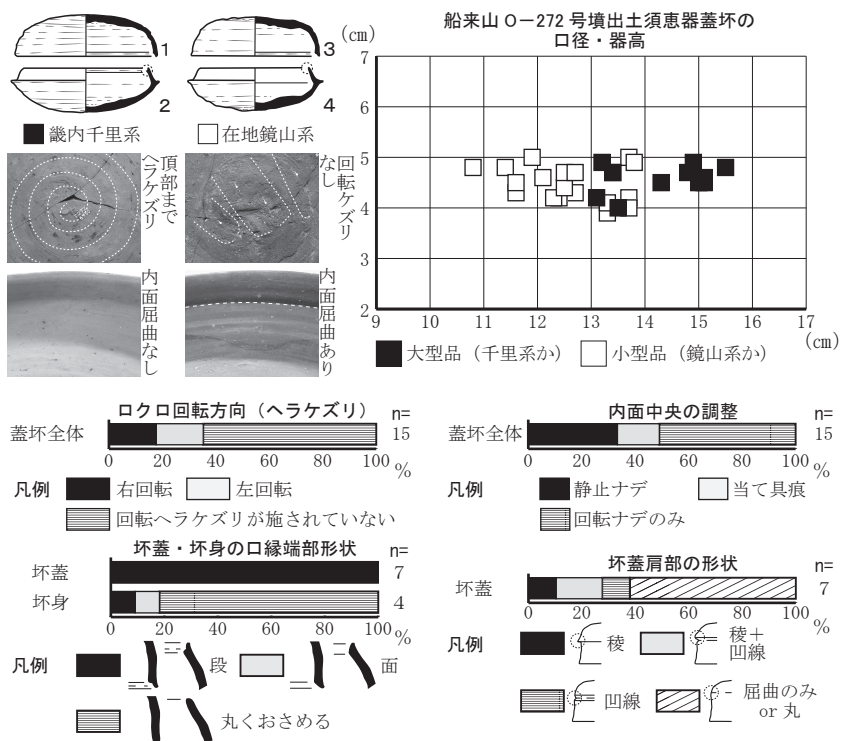 1
2
3
4
■畿内千里系
□在地鏡山系
頂部まで
ヘラケズリ
回転ケズリ
なし
内面屈曲なし
内面屈曲あり
船来山O-272号墳出土須恵器蓋坏の
口径・器高
(cm)
7
6
5
4
3
2
9 10 11 12 13 14 15 16 17
(cm)
大型品（千里系か） 小型品（鏡山系か）
ロクロ回転方向（ヘラケズリ） n=
蓋坏全体 15
0 20 40 60 80 100 %
凡例 右回転 左回転
回転ヘラケズリが施されていない
内面中央の調整 n=
蓋坏全体 15
0 20 40 60 80 100 %
凡例 静止ナデ 当て具痕
回転ナデのみ
坏蓋・坏身の口縁端部形状 n=
坏蓋 7
坏身 4
0 20 40 60 80 100 %
凡例 段 面
丸くおさめる
坏蓋肩部の形状 n=
坏蓋 7
0 20 40 60 80 100 %
凡例 稜 稜＋
凹線
凹線 屈曲のみ
or 丸